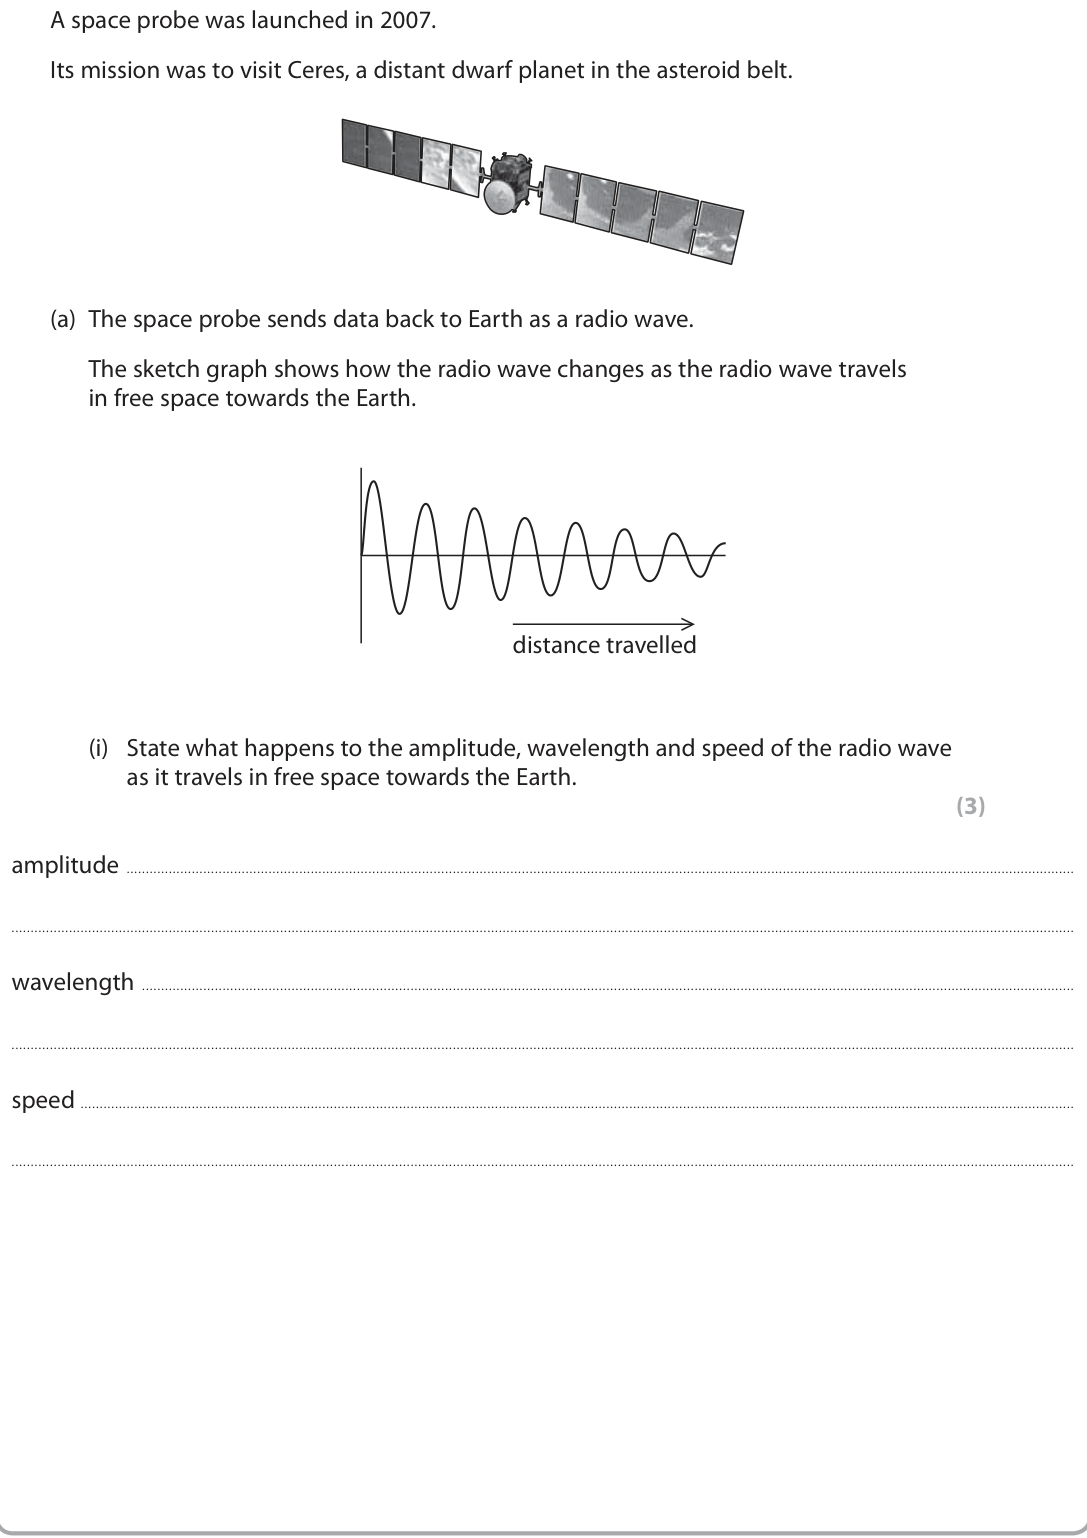 A space probe was launched in 2007.
Its mission was to visit Ceres, a distant dwarf planet in the asteroid belt.
(a) The space probe sends data back to Earth as a radio wave.
The sketch graph shows how the radio wave changes as the radio wave travels
in free space towards the Earth.
distance travelled
(i) State what happens to the amplitude, wavelength and speed of the radio wave
as it travels in free space towards the Earth.
(3)
amplitude
wavelength
speed